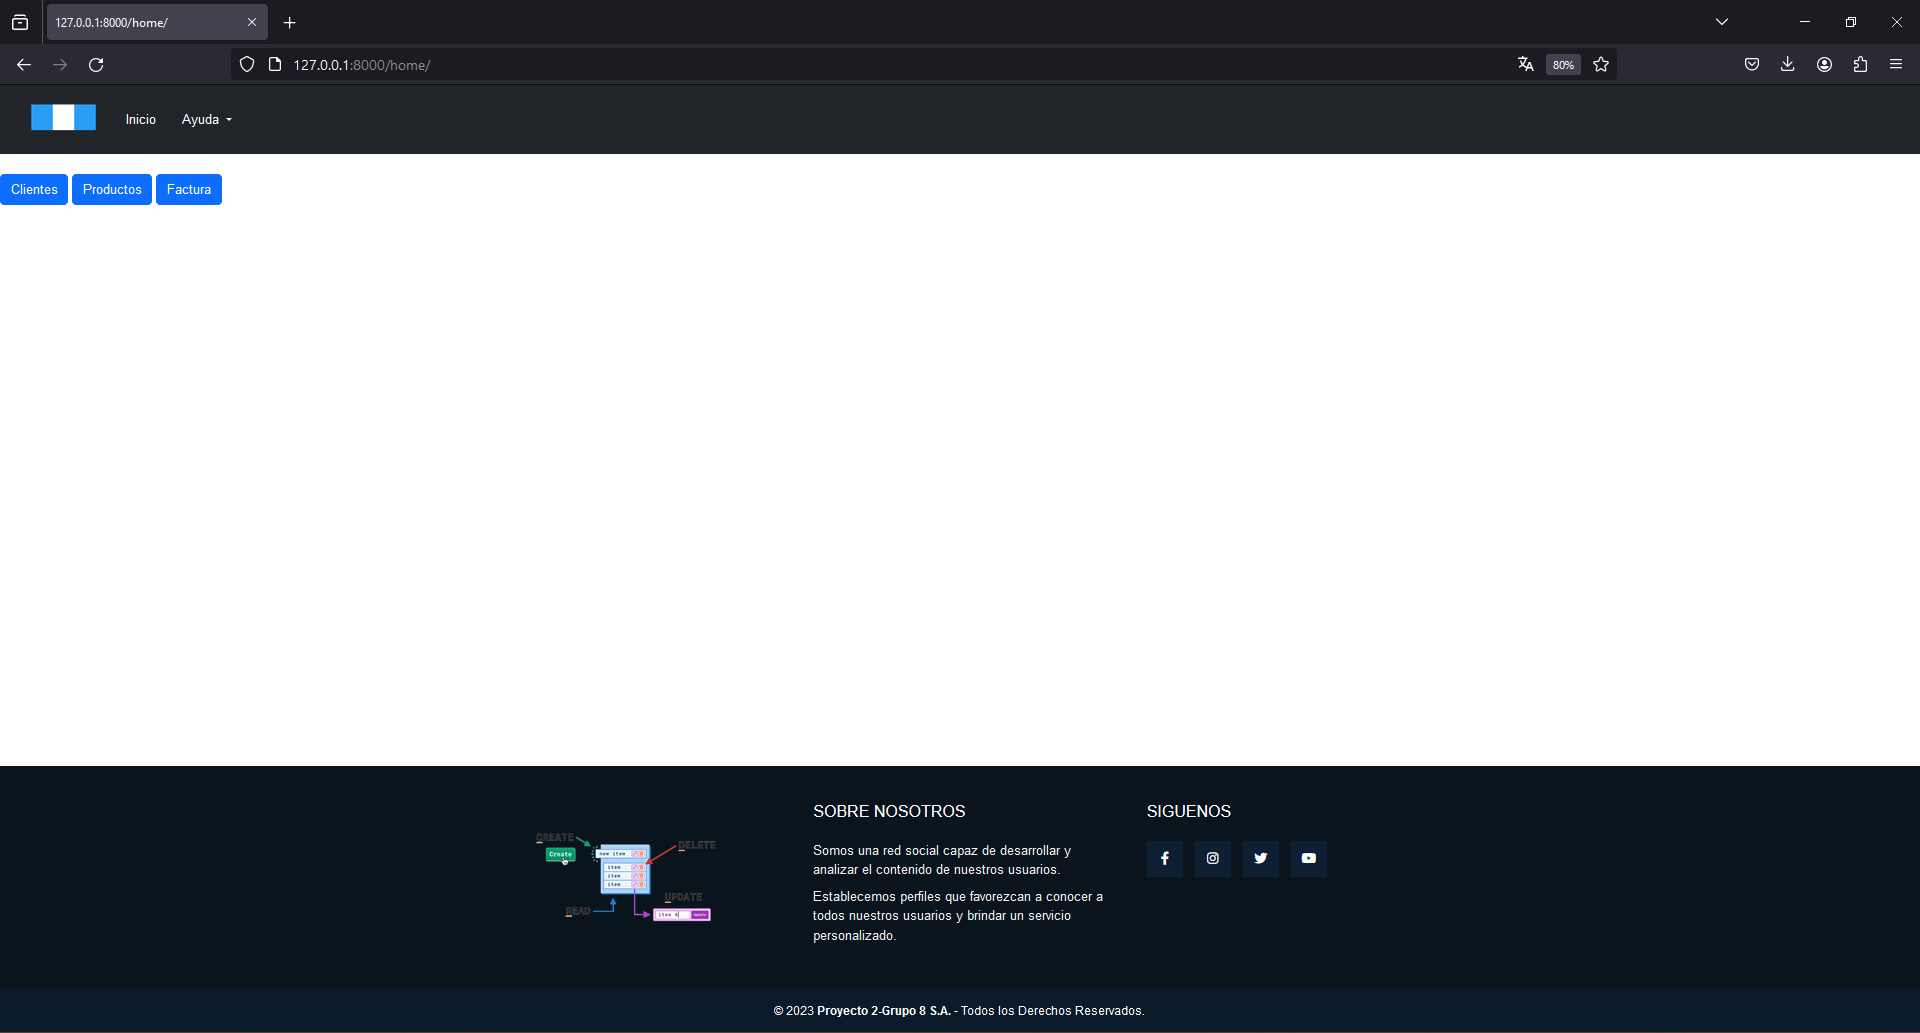 127.0.0.1:8000/home/
127.0.0.1:8000/home/
80%
Inicio
Ayuda
Clientes
Productos
Factura
CREATE
Create
new item
item
item
item
DELETE
READ
UPDATE
item 4
SOBRE NOSOTROS
Somos una red social capaz de desarrollar y
analizar el contenido de nuestros usuarios.
Establecemos perfiles que favorezcan a conocer a
todos nuestros usuarios y brindar un servicio
personalizado.
SIGUENOS
© 2023 Proyecto 2-Grupo 8 S.A. - Todos los Derechos Reservados.